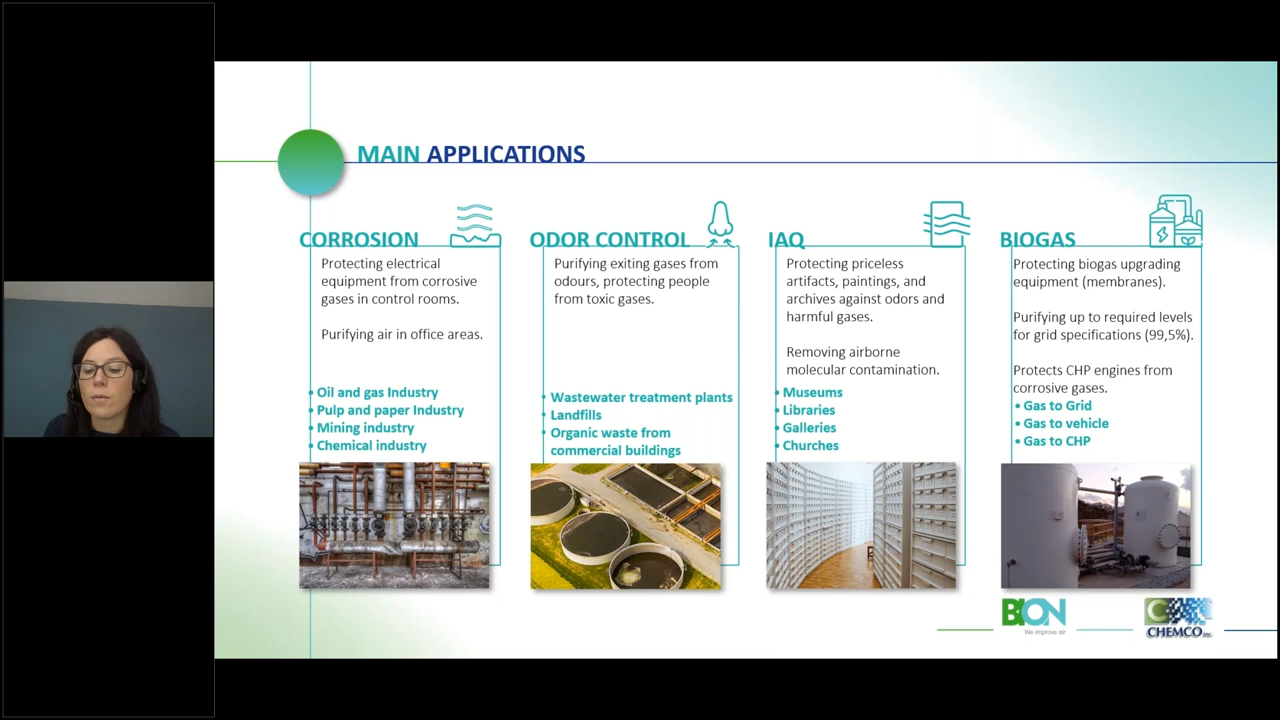 MAIN APPLICATIONS
CORROSION
Protecting electrical
equipment from corrosive
gases in control rooms.
Purifying air in office areas.
• Oil and gas Industry
• Pulp and paper Industry
• Mining industry
• Chemical industry
ODOR CONTROL
Purifying exiting gases from
odours, protecting people
from toxic gases.
• Wastewater treatment plants
• Landfills
• Organic waste from
commercial buildings
IAQ
Protecting priceless
artifacts, paintings, and
archives against odors and
harmful gases.
Removing airborne
molecular contamination.
• Museums
• Libraries
• Galleries
• Churches
BIOGAS
Protecting biogas upgrading
equipment (membranes).
Purifying up to required levels
for grid specifications (99,5%).
Protects CHP engines from
corrosive gases.
• Gas to Grid
• Gas to vehicle
• Gas to CHP
BION
We improve air
CHEMCO inc.